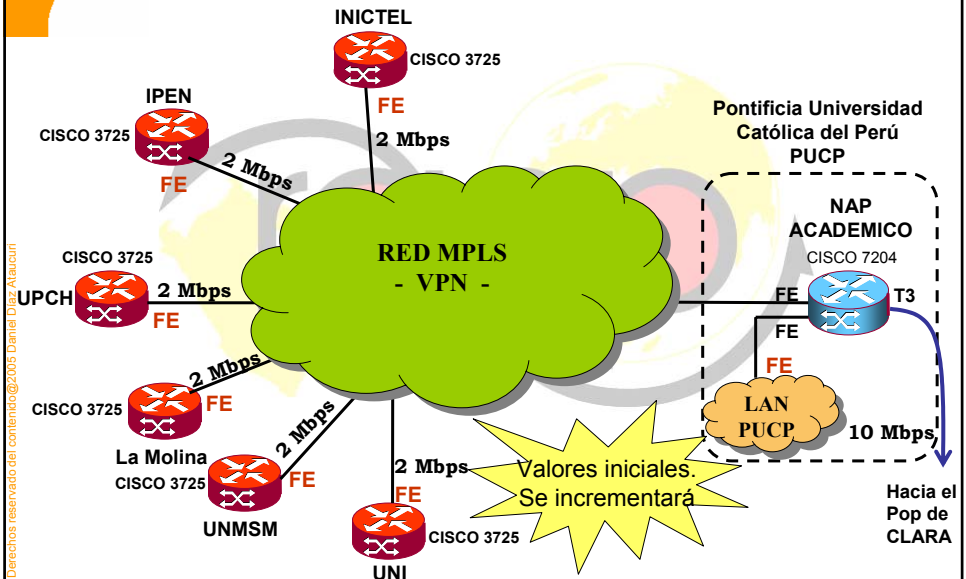 INICTEL
CISCO 3725
FE
2 Mbps
IPEN
CISCO 3725
FE
2 Mbps
CISCO 3725
UPCH
2 Mbps
FE
2 Mbps
CISCO 3725
FE
La Molina
2 Mbps
CISCO 3725
FE
UNMSM
2 Mbps
FE
CISCO 3725
UNI
RED MPLS
- VPN -
Pontificia Universidad
Católica del Perú
PUCP
NAP
ACADEMICO
CISCO 7204
FE
T3
FE
FE
LAN
PUCP
10 Mbps
Valores iniciales.
Se incrementará
Hacia el
Pop de
CLARA
Derechos reservado del contenido@2005 Daniel Díaz Ataucuri